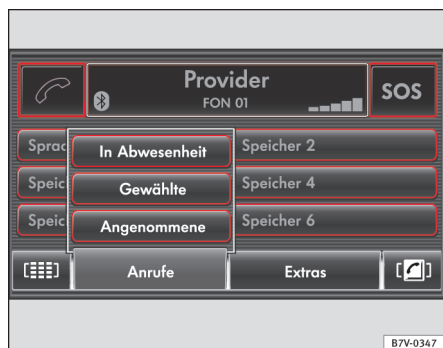 Provider
FON 01
SOS
In Abwesenheit
Speicher 2
Gewählte
Speicher 4
Angenommene
Speicher 6
Anrufe
Extras
B7V-0347